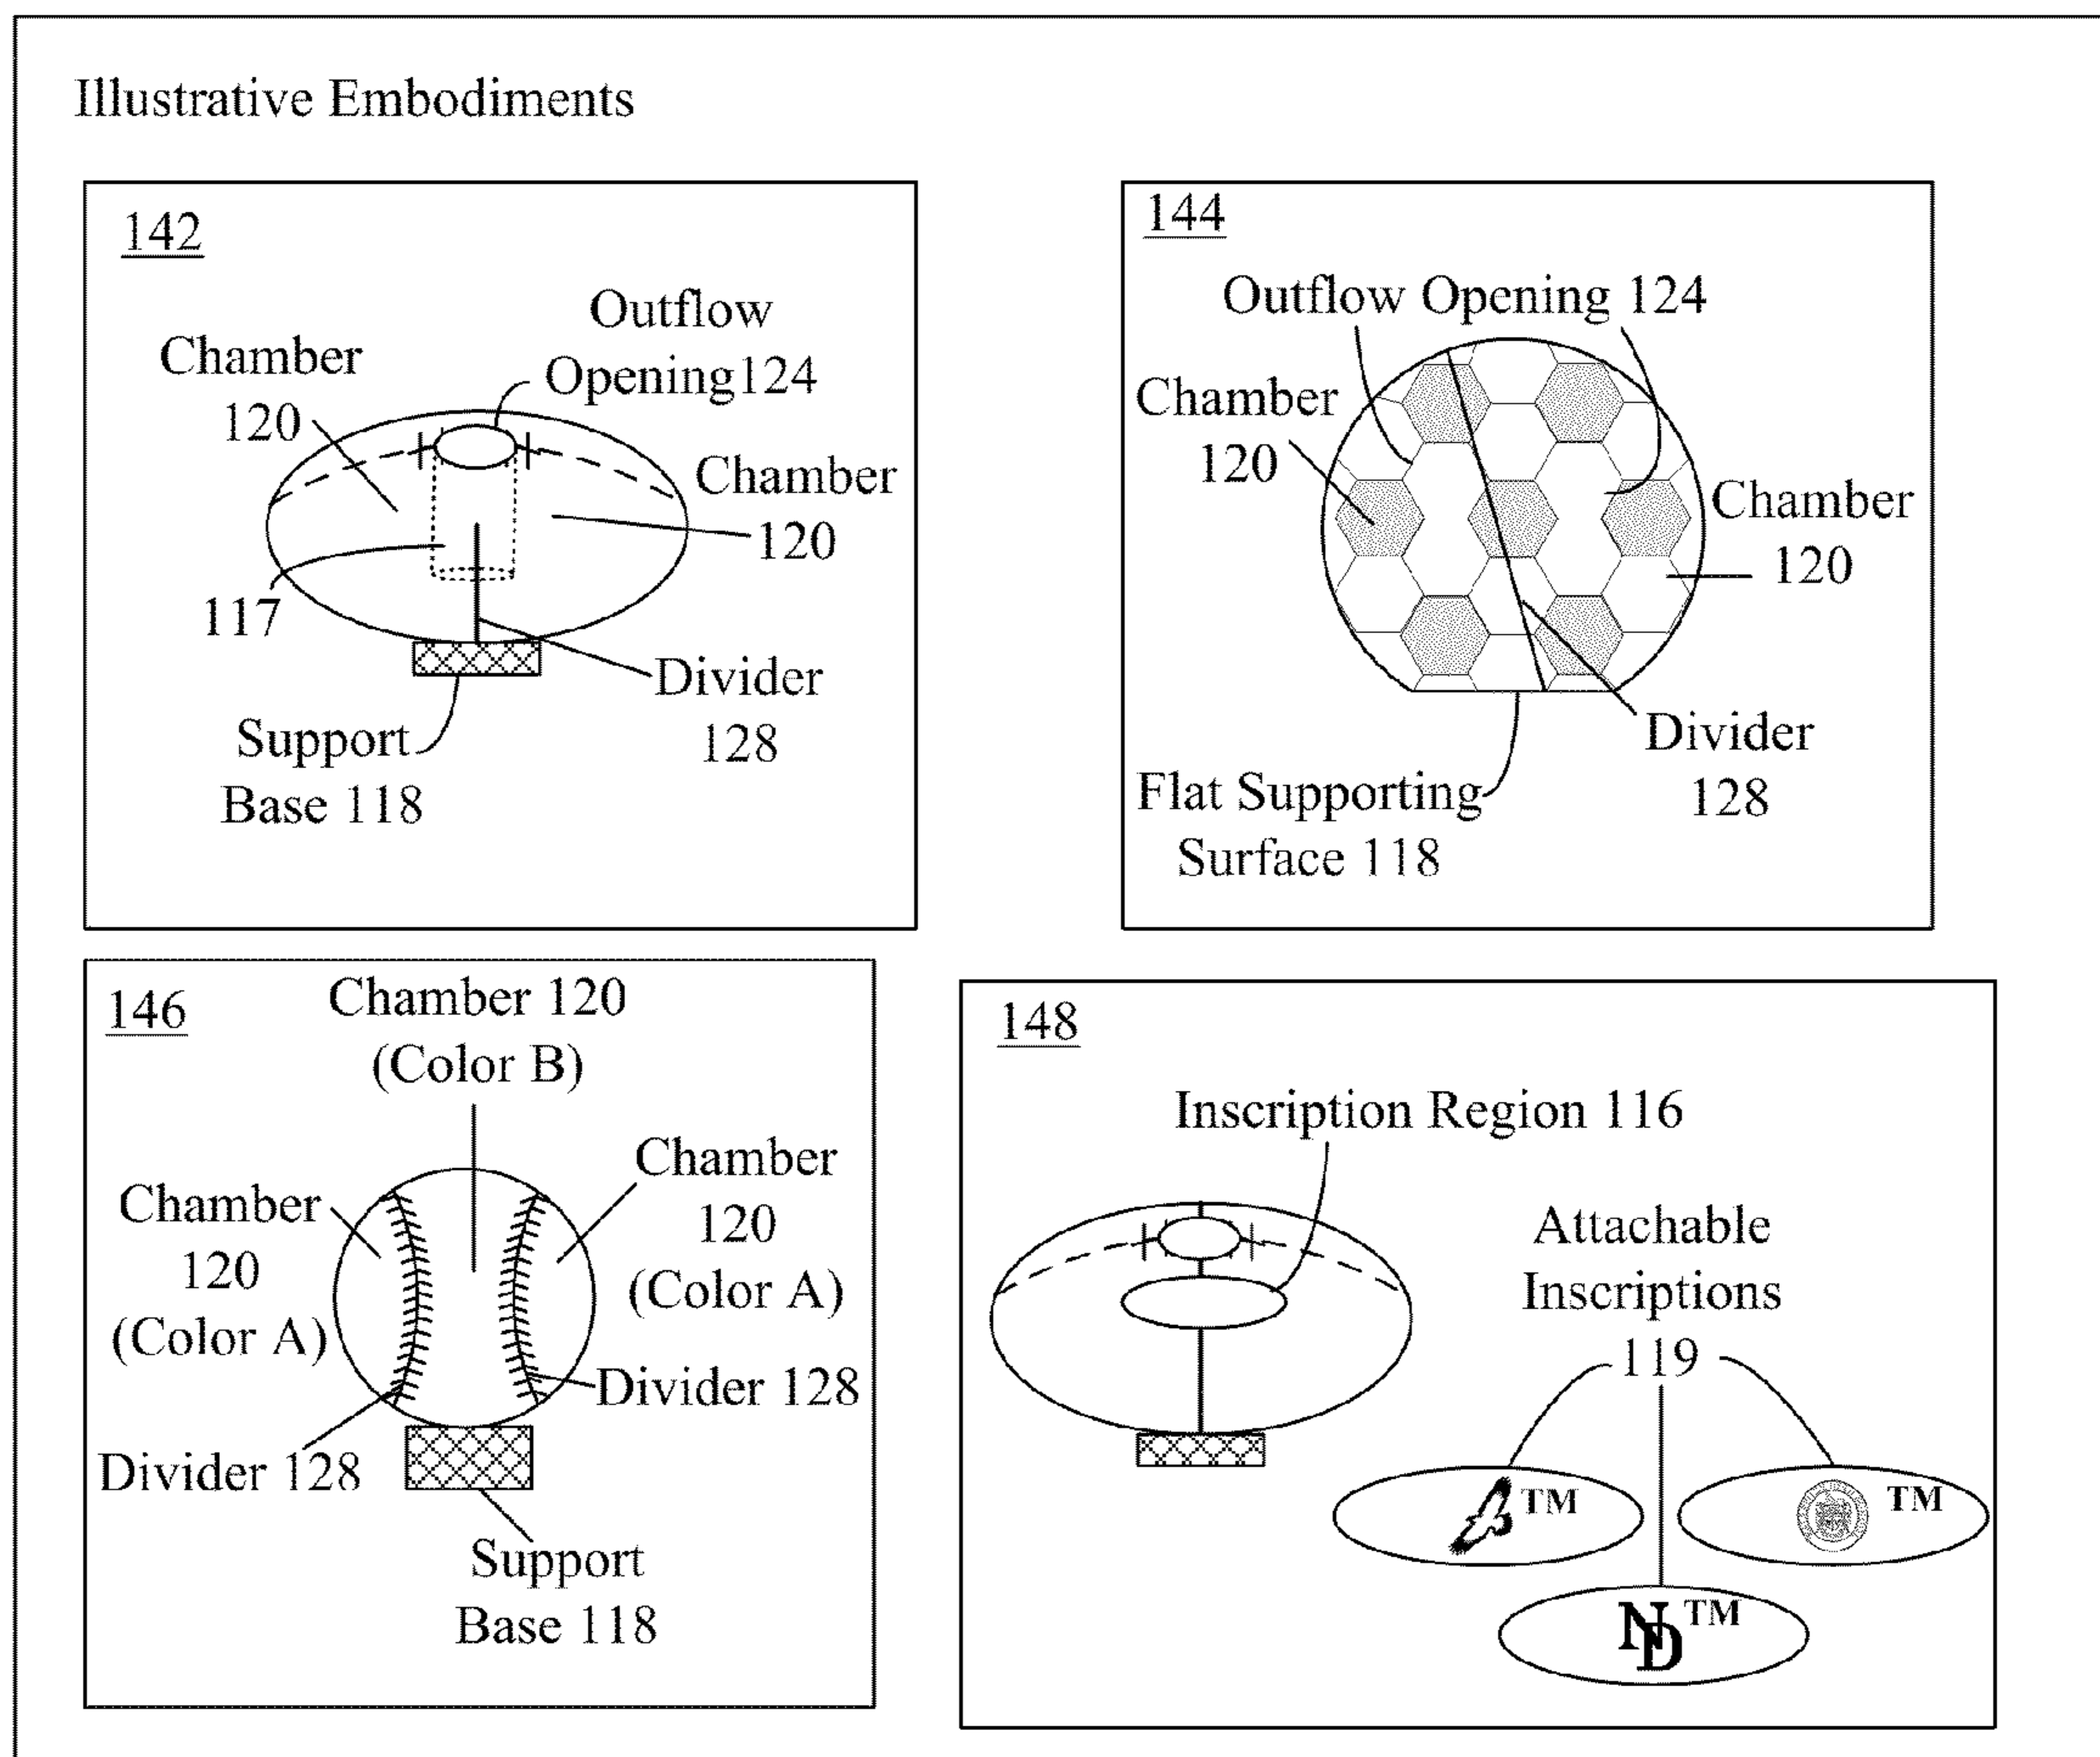 Illustrative Embodiments
142
Outflow
Opening124
Chamber
120
Chamber
120
117
Divider
128
Support
Base 118
144
Outflow Opening 124
Chamber
120
Chamber
120
Divider
128
Flat Supporting
Surface 118
146
Chamber 120
(Color B)
Chamber
120
(Color A)
Chamber
120
(Color A)
Divider 128
Divider 128
Support
Base 118
148
Inscription Region 116
Attachable
Inscriptions
119
TM
TM
ND TM